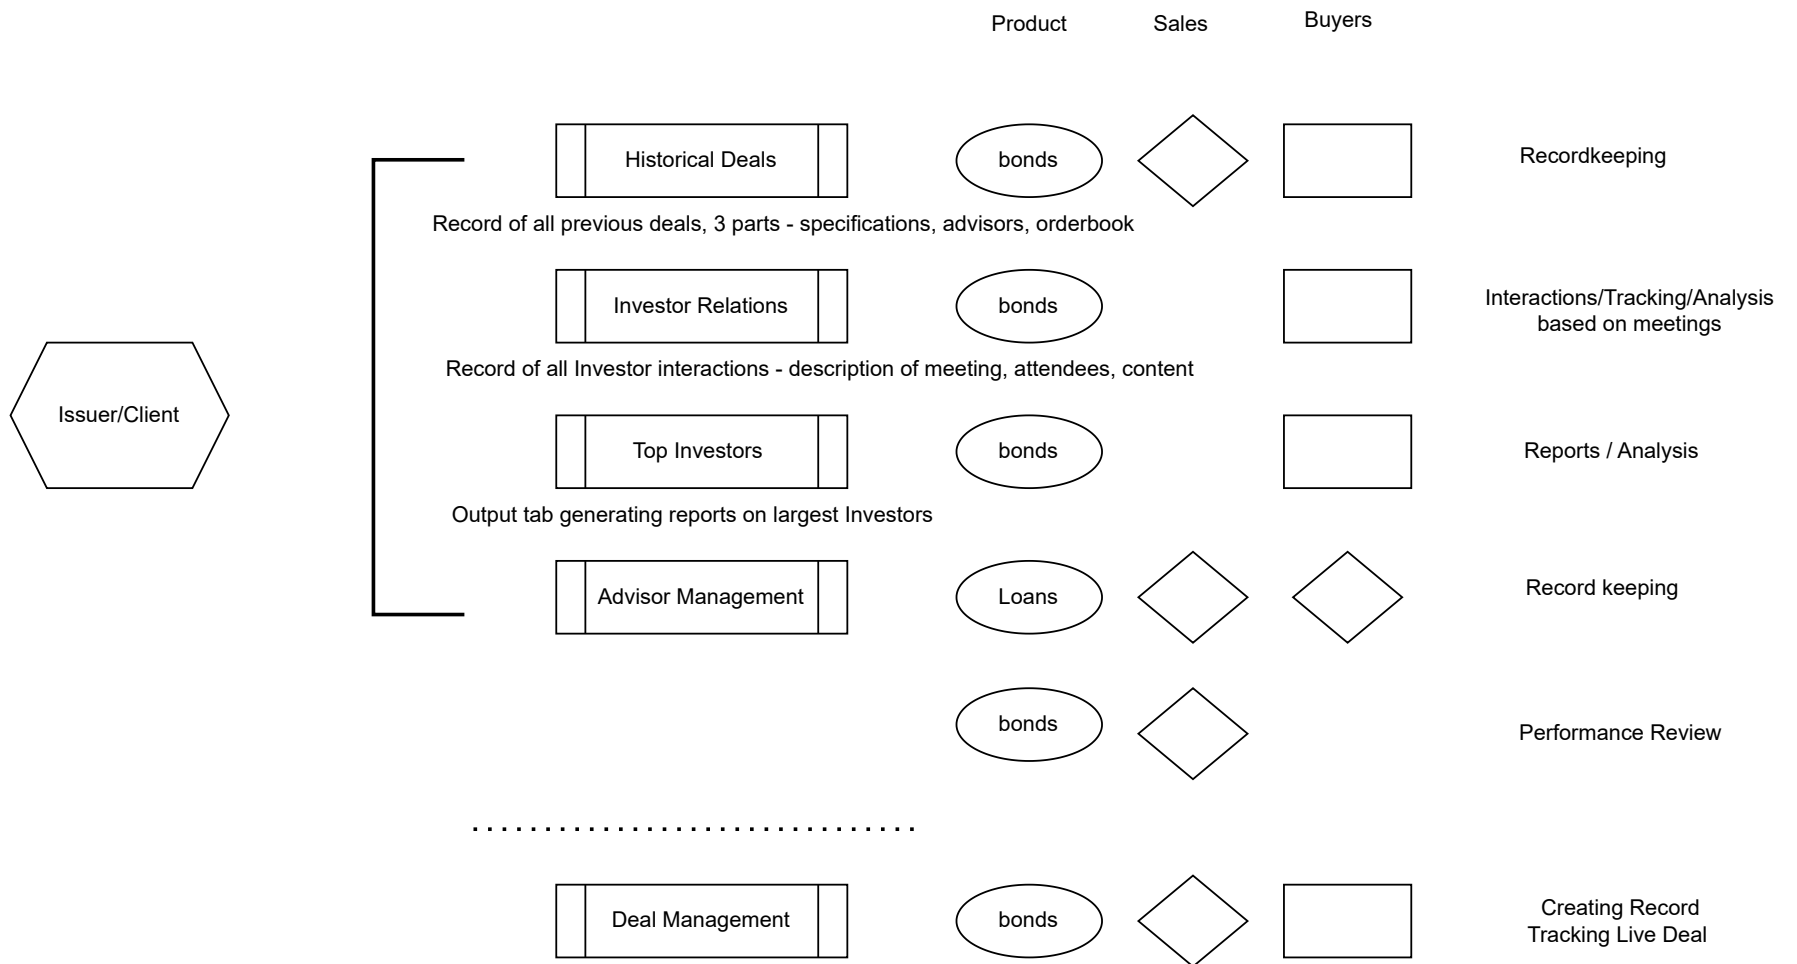 Product
Sales
Buyers
Historical Deals
bonds
Recordkeeping
Record of all previous deals, 3 parts - specifications, advisors, orderbook
Investor Relations
bonds
Interactions/Tracking/Analysis
based on meetings
Record of all Investor interactions - description of meeting, attendees, content
Issuer/Client
Top Investors
bonds
Reports / Analysis
Output tab generating reports on largest Investors
Advisor Management
Loans
Record keeping
bonds
Performance Review
Deal Management
bonds
Creating Record
Tracking Live Deal